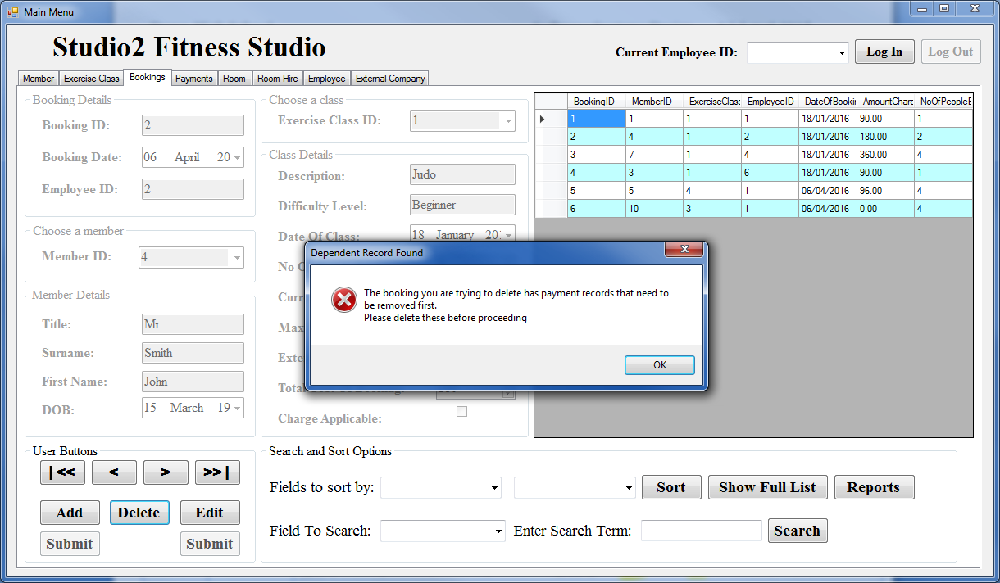 Main Menu
Studio2 Fitness Studio
Current Employee ID:
Log In
Log Out
Member
Exercise Class
Bookings
Payments
Room
Room Hire
Employee
External Company
Booking Details
Booking ID:
2
Booking Date:
06 April 20
Employee ID:
2
Choose a member
Member ID:
4
Member Details
Title:
Mr.
Surname:
Smith
First Name:
John
DOB:
15 March 19
Choose a class
Exercise Class ID:
1
Class Details
Description:
Judo
Difficulty Level:
Beginner
Date Of Class:
18 January 20
No
Charge Applicable:
BookingID MemberID ExerciseClass EmployeeID DateOfBookin AmountCharg NoOfPeopleB
1 1 1 1 18/01/2016 90.00 1
2 4 1 2 18/01/2016 180.00 2
3 7 1 4 18/01/2016 360.00 4
4 3 1 6 18/01/2016 90.00 1
5 5 4 1 06/04/2016 96.00 4
6 10 3 1 06/04/2016 0.00 4
Dependent Record Found
The booking you are trying to delete has payment records that need to
be removed first.
Please delete these before proceeding
OK
User Buttons
|<<
<
>
>>|
Add
Delete
Edit
Submit
Submit
Search and Sort Options
Fields to sort by:
Sort
Show Full List
Reports
Field To Search:
Enter Search Term:
Search